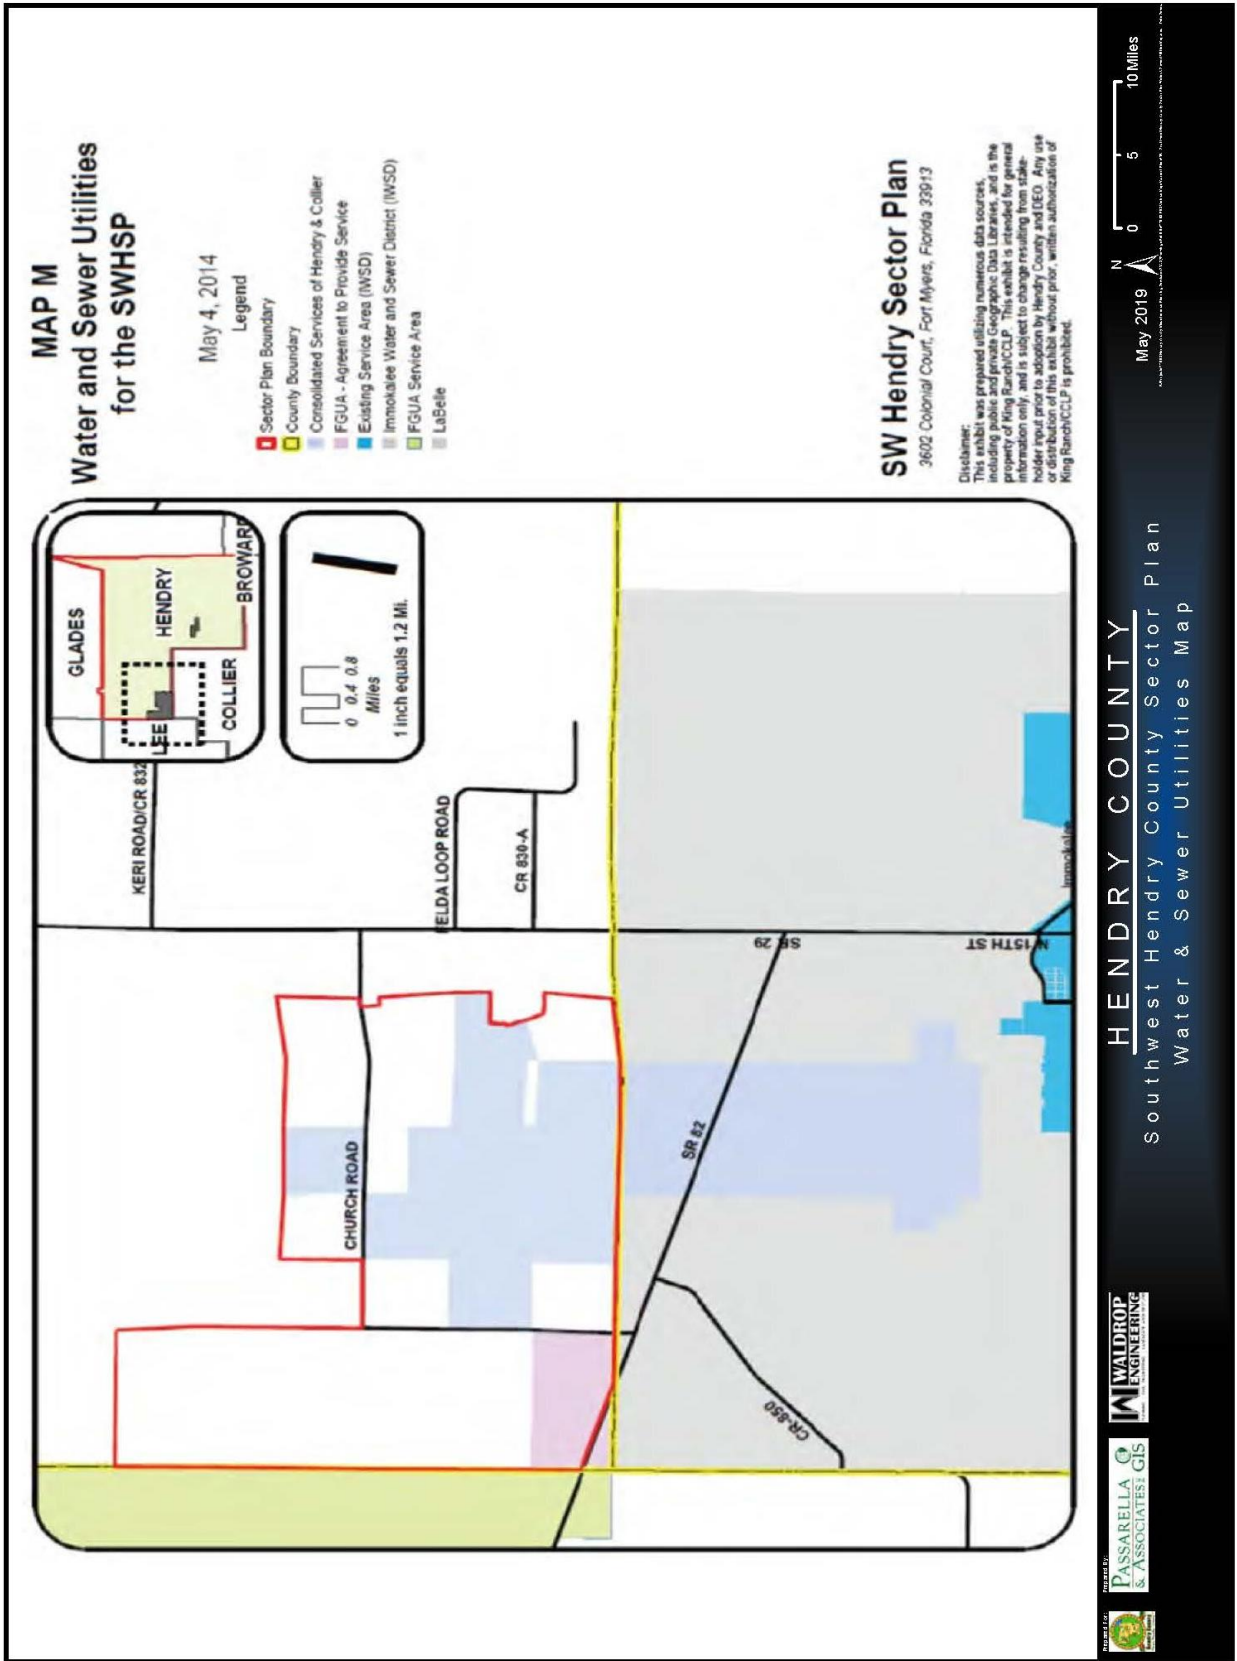 MAP M
Water and Sewer Utilities
for the SWHSP
May 4, 2014
Legend
Sector Plan Boundary
County Boundary
Consolidated Services of Hendry & Collier
FGUA - Agreement to Provide Service
Existing Service Area (IWSD)
Immokalee Water and Sewer District (IWSD)
FGUA Service Area
LaBelle
GLADES
HENDRY
LEE
COLLIER
BROWARD
0 0.4 0.8
Miles
1 inch equals 1.2 Mi.
KERI ROAD/CR 832
FELDA LOOP ROAD
CR 830-A
CHURCH ROAD
SR 29
N 15TH ST
SR 82
CR-850
Immokalee
SW Hendry Sector Plan
3602 Colonial Court, Fort Myers, Florida 33913
Disclaimer:
This exhibit was prepared utilizing numerous data sources,
including public and private Geographic Data Libraries, and is the
property of King Ranch/CCLP. This exhibit is intended for general
information only, and is subject to change resulting from stake-
holder input prior to adoption by Hendry County and DEO. Any use
or distribution of this exhibit without prior, written authorization of
King Ranch/CCLP is prohibited.
Prepared For:
Prepared By:
PASSARELLA
& ASSOCIATES
GIS
WALDROP
ENGINEERING
HENDRY COUNTY
Southwest Hendry County Sector Plan
Water & Sewer Utilities Map
May 2019
N
0 5 10 Miles